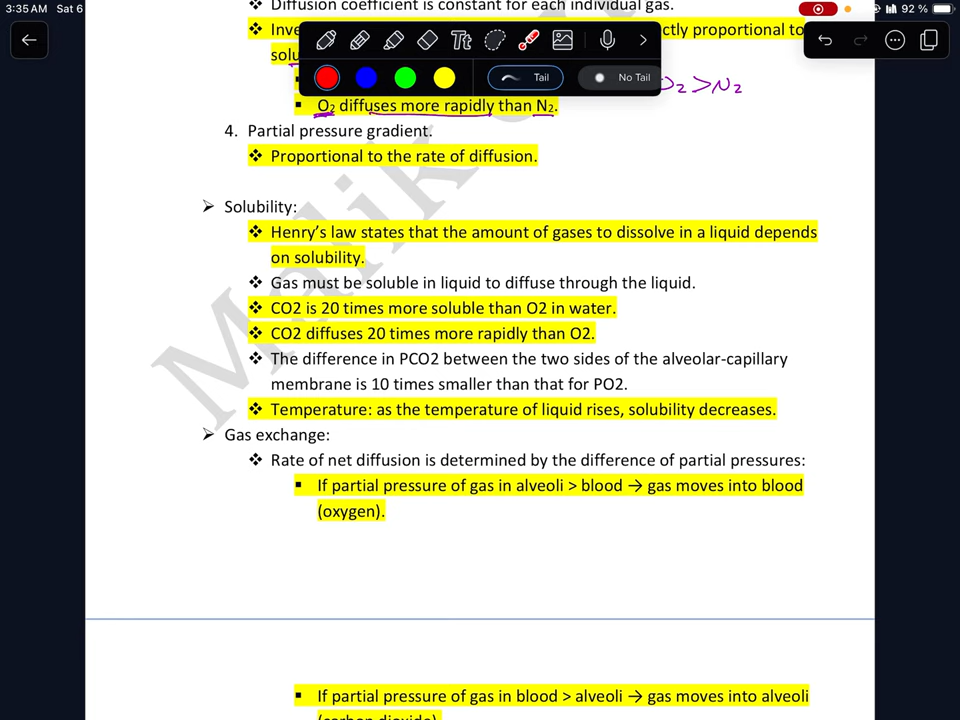 3:35 AM Sat 6 92 %
❖ Diffusion coefficient is constant for each individual gas.
❖ Inve ctly proportional to
solu
Tt
Tail No Tail
O₂ > N₂
▪ O2 diffuses more rapidly than N2.
4. Partial pressure gradient.
❖ Proportional to the rate of diffusion.
➢ Solubility:
❖ Henry’s law states that the amount of gases to dissolve in a liquid depends
on solubility.
❖ Gas must be soluble in liquid to diffuse through the liquid.
❖ CO2 is 20 times more soluble than O2 in water.
❖ CO2 diffuses 20 times more rapidly than O2.
❖ The difference in PCO2 between the two sides of the alveolar-capillary
membrane is 10 times smaller than that for PO2.
❖ Temperature: as the temperature of liquid rises, solubility decreases.
➢ Gas exchange:
❖ Rate of net diffusion is determined by the difference of partial pressures:
▪ If partial pressure of gas in alveoli > blood → gas moves into blood
(oxygen).
▪ If partial pressure of gas in blood > alveoli → gas moves into alveoli
(carbon dioxide)
Malik